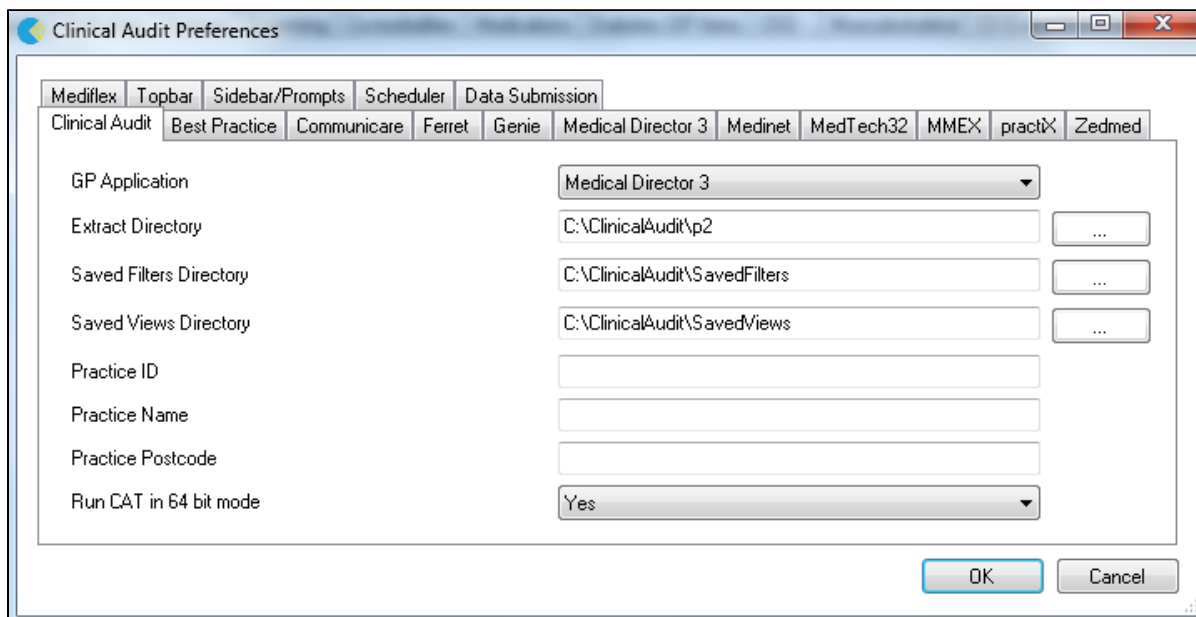 Clinical Audit Preferences
Mediflex Topbar Sidebar/Prompts Scheduler Data Submission
Clinical Audit Best Practice Communicare Ferret Genie Medical Director 3 Medinet MedTech32 MMEX practiX Zedmed
GP Application Medical Director 3
Extract Directory C:\ClinicalAudit\p2 ...
Saved Filters Directory C:\ClinicalAudit\SavedFilters ...
Saved Views Directory C:\ClinicalAudit\SavedViews ...
Practice ID
Practice Name
Practice Postcode
Run CAT in 64 bit mode Yes
OK Cancel